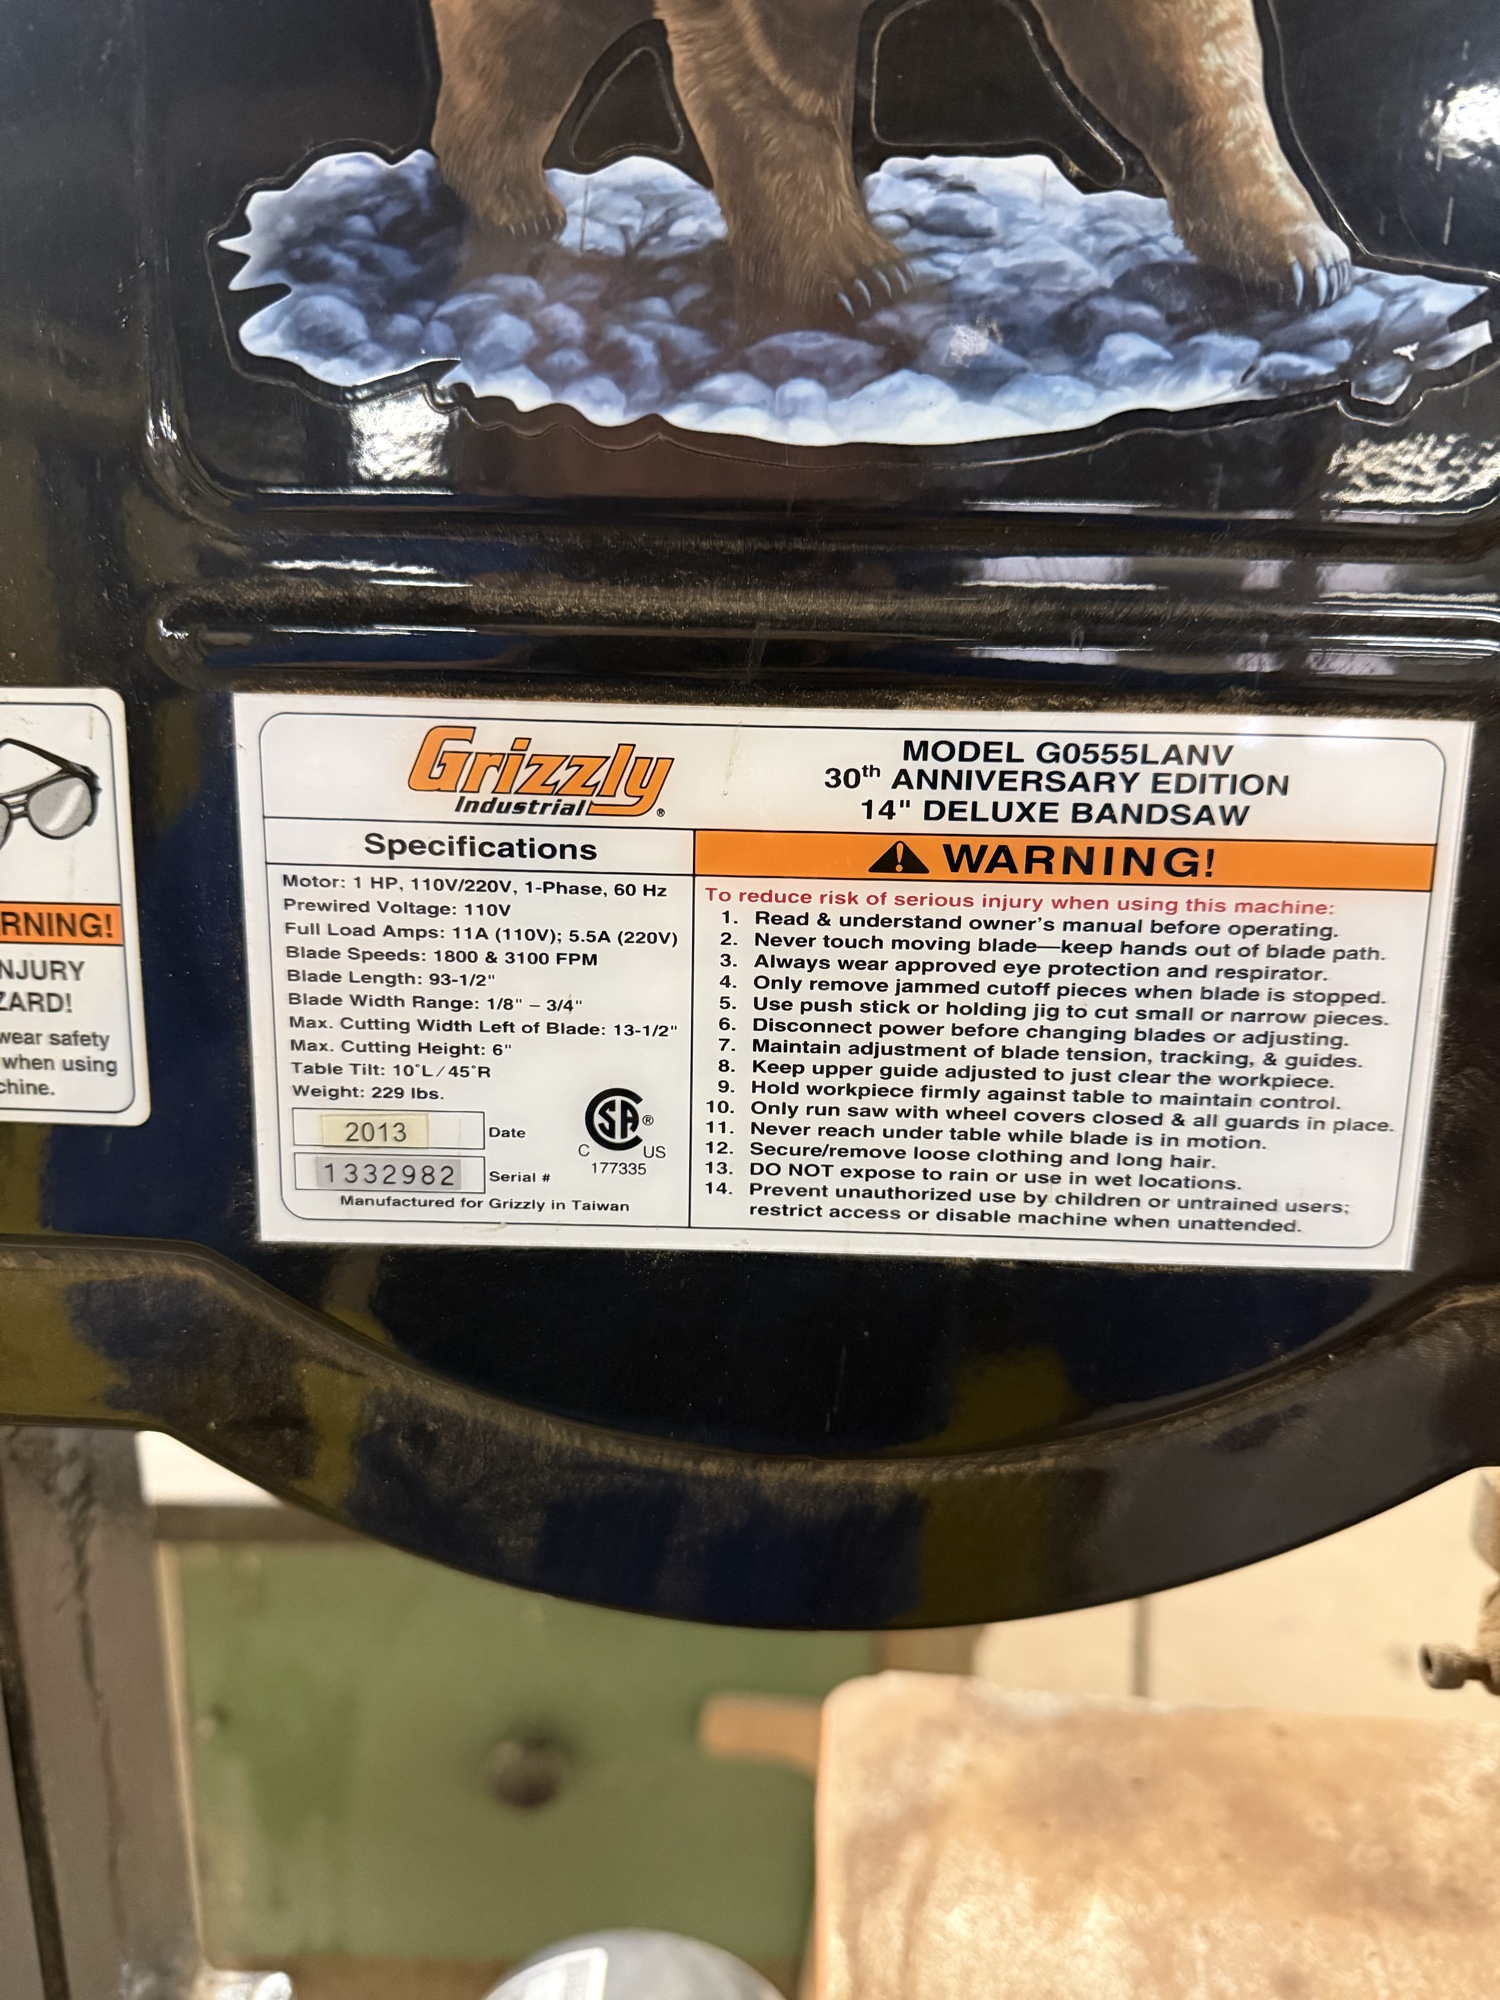 RNING!
NJURY
ZARD!
wear safety
when using
chine.
Grizzly
Industrial®
MODEL G0555LANV
30th ANNIVERSARY EDITION
14" DELUXE BANDSAW
Specifications
Motor: 1 HP, 110V/220V, 1-Phase, 60 Hz
Prewired Voltage: 110V
Full Load Amps: 11A (110V); 5.5A (220V)
Blade Speeds: 1800 & 3100 FPM
Blade Length: 93-1/2"
Blade Width Range: 1/8" – 3/4"
Max. Cutting Width Left of Blade: 13-1/2"
Max. Cutting Height: 6"
Table Tilt: 10°L/45°R
Weight: 229 lbs.
2013 Date
1332982 Serial #
SA®
C US
177335
Manufactured for Grizzly in Taiwan
WARNING!
To reduce risk of serious injury when using this machine:
1. Read & understand owner's manual before operating.
2. Never touch moving blade—keep hands out of blade path.
3. Always wear approved eye protection and respirator.
4. Only remove jammed cutoff pieces when blade is stopped.
5. Use push stick or holding jig to cut small or narrow pieces.
6. Disconnect power before changing blades or adjusting.
7. Maintain adjustment of blade tension, tracking, & guides.
8. Keep upper guide adjusted to just clear the workpiece.
9. Hold workpiece firmly against table to maintain control.
10. Only run saw with wheel covers closed & all guards in place.
11. Never reach under table while blade is in motion.
12. Secure/remove loose clothing and long hair.
13. DO NOT expose to rain or use in wet locations.
14. Prevent unauthorized use by children or untrained users;
restrict access or disable machine when unattended.